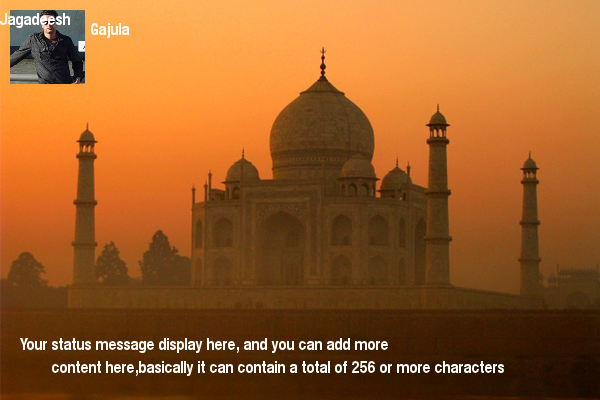 Jagadeesh
Gajula
Your status message display here, and you can add more
content here,basically it can contain a total of 256 or more characters